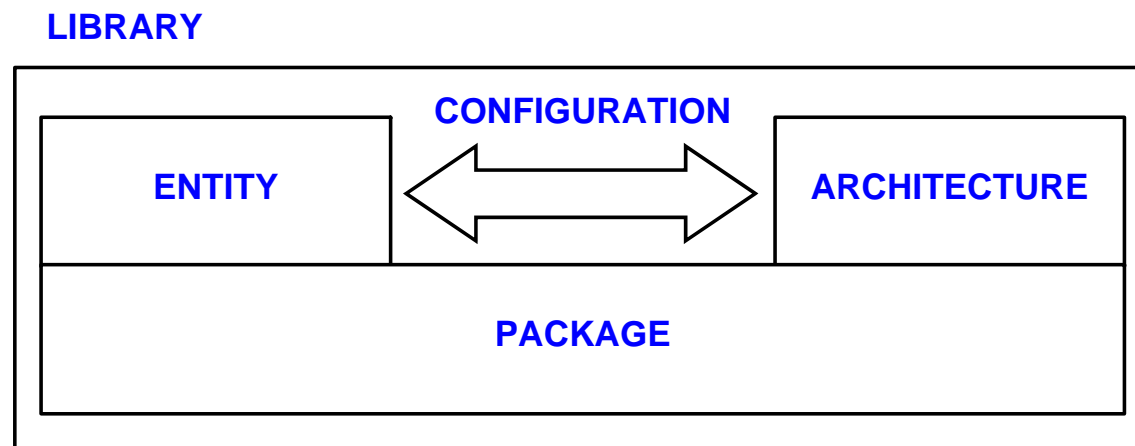 LIBRARY
CONFIGURATION
ENTITY
ARCHITECTURE
PACKAGE